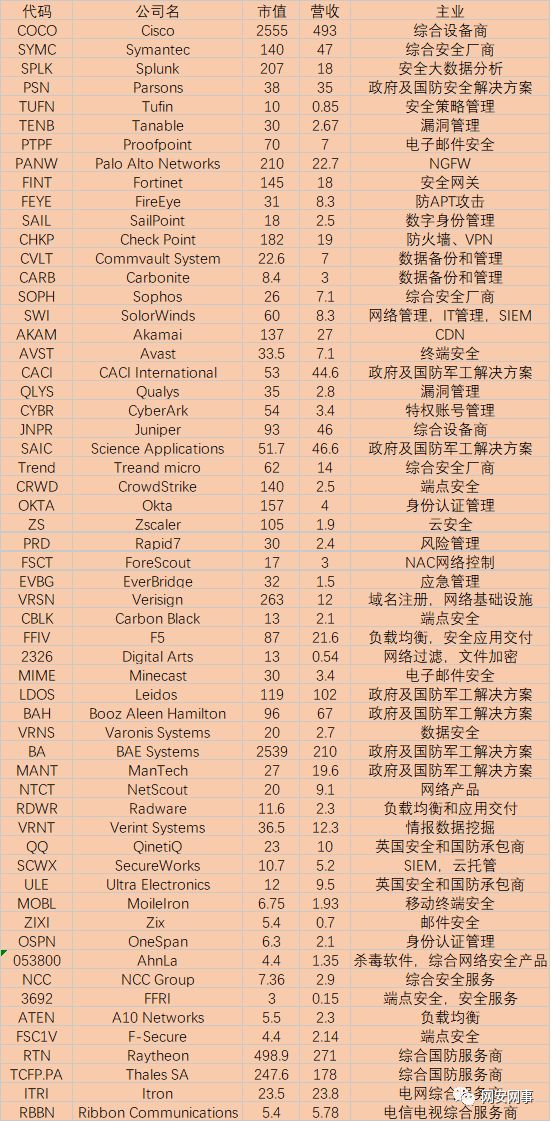 代码 公司名 市值 营收 主业
COCO Cisco 2555 493 综合设备商
SYMC Symantec 140 47 综合安全厂商
SPLK Splunk 207 18 安全大数据分析
PSN Parsons 38 35 政府及国防安全解决方案
TUFN Tufin 10 0.85 安全策略管理
TENB Tanable 30 2.67 漏洞管理
PTPF Proofpoint 70 7 电子邮件安全
PANW Palo Alto Networks 210 22.7 NGFW
FINT Fortinet 145 18 安全网关
FEYE FireEye 31 8.3 防APT攻击
SAIL SailPoint 18 2.5 数字身份管理
CHKP Check Point 182 19 防火墙、VPN
CVLT Commvault System 22.6 7 数据备份和管理
CARB Carbonite 8.4 3 数据备份和管理
SOPH Sophos 26 7.1 综合安全厂商
SWI SolorWinds 60 8.3 网络管理，IT管理，SIEM
AKAM Akamai 137 27 CDN
AVST Avast 33.5 7.1 终端安全
CACI CACI International 53 44.6 政府及国防军工解决方案
QLYS Qualys 35 2.8 漏洞管理
CYBR CyberArk 54 3.4 特权账号管理
JNPR Juniper 93 46 综合设备商
SAIC Science Applications 51.7 46.6 政府及国防军工解决方案
Trend Treand micro 62 14 综合安全厂商
CRWD CrowdStrike 140 2.5 端点安全
OKTA Okta 157 4 身份认证管理
ZS Zscaler 105 1.9 云安全
PRD Rapid7 30 2.4 风险管理
FSCT ForeScout 17 3 NAC网络控制
EVBG EverBridge 32 1.5 应急管理
VRSN Verisign 263 12 域名注册，网络基础设施
CBLK Carbon Black 13 2.1 端点安全
FFIV F5 87 21.6 负载均衡，安全应用交付
2326 Digital Arts 13 0.54 网络过滤，文件加密
MIME Minecast 30 3.4 电子邮件安全
LDOS Leidos 119 102 政府及国防军工解决方案
BAH Booz Aleen Hamilton 96 67 政府及国防军工解决方案
VRNS Varonis Systems 20 2.7 数据安全
BA BAE Systems 2539 210 政府及国防军工解决方案
MANT ManTech 27 19.6 政府及国防军工解决方案
NTCT NetScout 20 9.1 网络产品
RDWR Radware 11.6 2.3 负载均衡和应用交付
VRNT Verint Systems 36.5 12.3 情报数据挖掘
QQ QinetiQ 23 10 英国安全和国防承包商
SCWX SecureWorks 10.7 5.2 SIEM，云托管
ULE Ultra Electronics 12 9.5 英国安全和国防承包商
MOBL MoileIron 6.75 1.93 移动终端安全
ZIXI Zix 5.4 0.7 邮件安全
OSPN OneSpan 6.3 2.1 身份认证管理
053800 AhnLa 4.4 1.35 杀毒软件，综合网络安全产品
NCC NCC Group 7.36 2.9 综合安全服务
3692 FFRI 3 0.15 端点安全，安全服务
ATEN A10 Networks 5.5 2.3 负载均衡
FSC1V F-Secure 4.4 2.14 端点安全
RTN Raytheon 498.9 271 综合国防服务商
TCFP.PA Thales SA 247.6 178 综合国防服务商
ITRI Itron 23.5 23.8 电网综合服务商
RBBN Ribbon Communications 5.4 5.78 电信电视综合服务商
网安网事